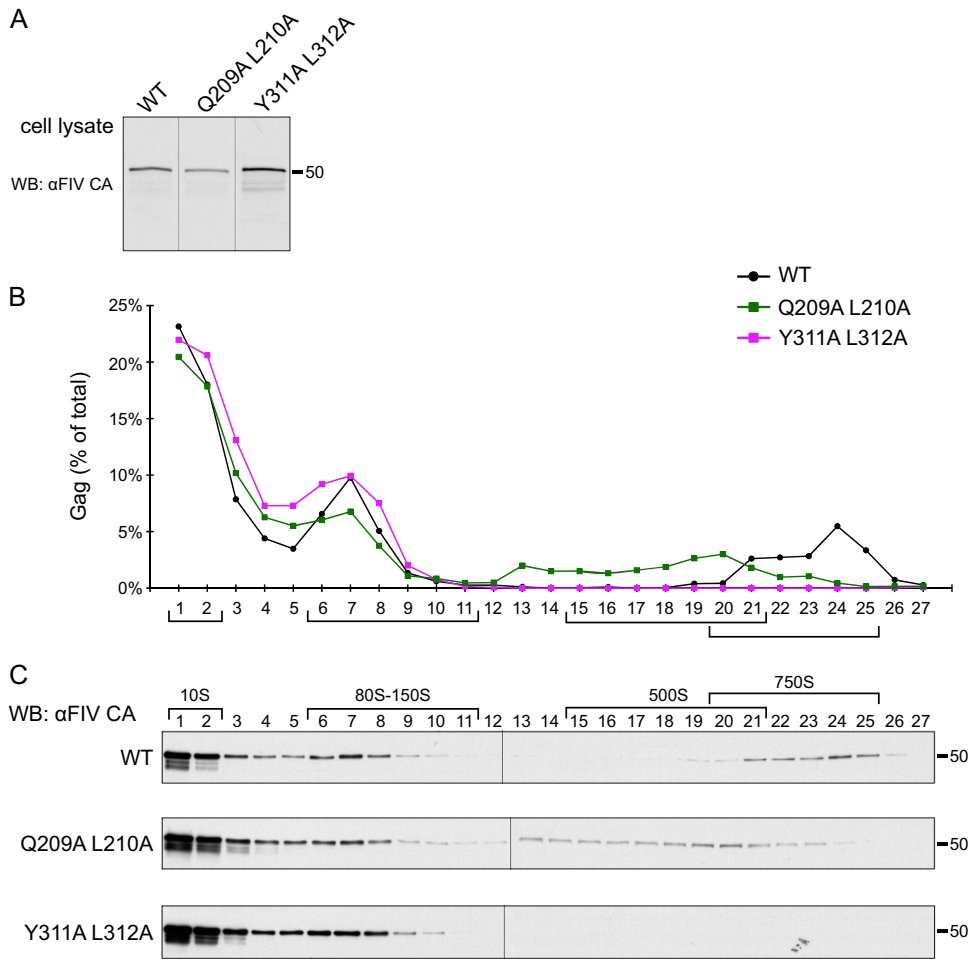 A
WT
Q209A L210A
Y311A L312A
cell lysate
WB: αFIV CA
50
B
WT
Q209A L210A
Y311A L312A
Gag (% of total)
25%
20%
15%
10%
5%
0%
1 2 3 4 5 6 7 8 9 10 11 12 13 14 15 16 17 18 19 20 21 22 23 24 25 26 27
C
10S 80S-150S 500S 750S
WB: αFIV CA
1 2 3 4 5 6 7 8 9 10 11 12 13 14 15 16 17 18 19 20 21 22 23 24 25 26 27
WT 50
Q209A L210A 50
Y311A L312A 50